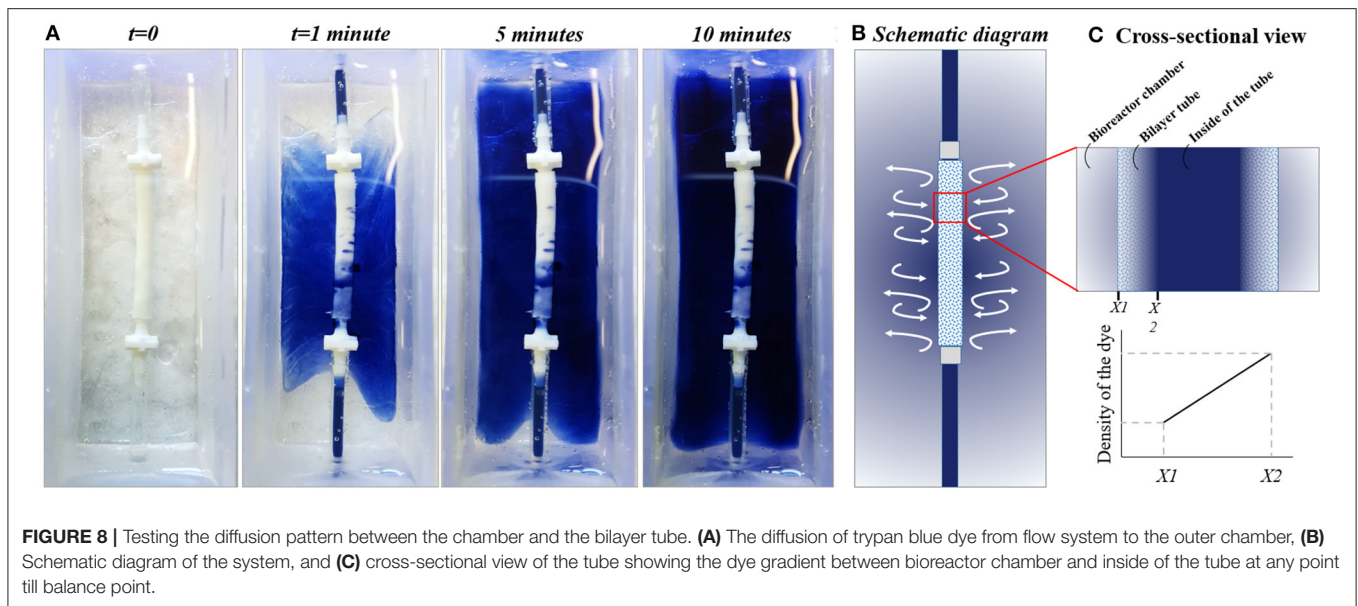 A t=0 t=1 minute 5 minutes 10 minutes
B Schematic diagram
C Cross-sectional view
Bioreactor chamber
Bilayer tube
Inside of the tube
X1 X
2
Density of the dye
X1 X2
FIGURE 8 | Testing the diffusion pattern between the chamber and the bilayer tube. (A) The diffusion of trypan blue dye from flow system to the outer chamber, (B)
Schematic diagram of the system, and (C) cross-sectional view of the tube showing the dye gradient between bioreactor chamber and inside of the tube at any point
till balance point.